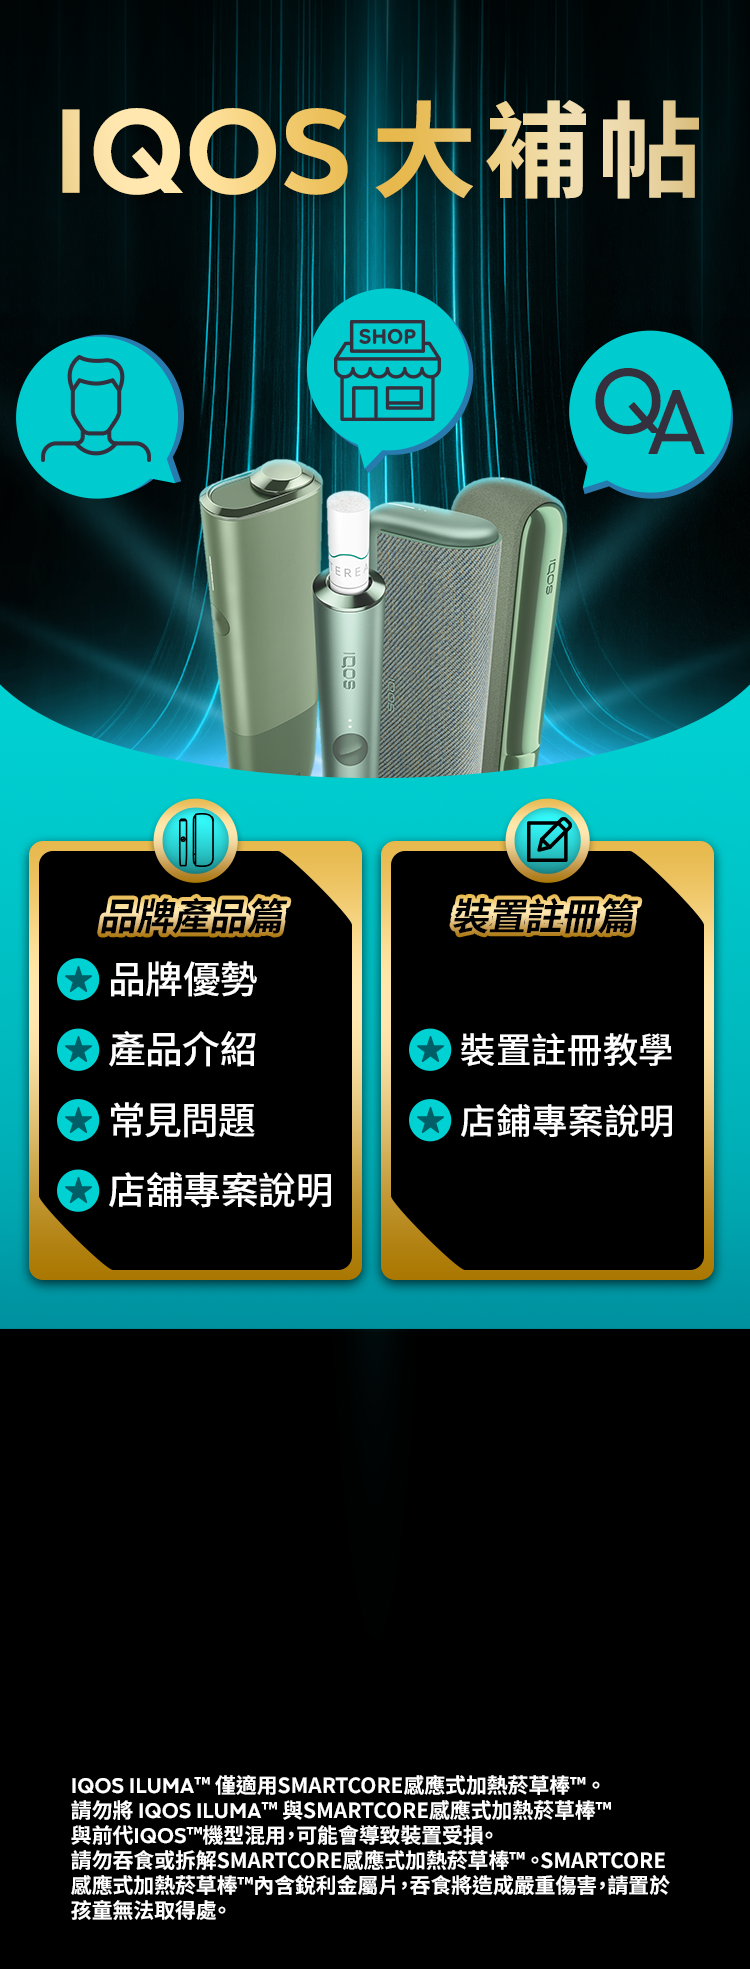 IQOS 大補帖
SHOP
QA
TEREA
IQOS
IQOS
IQOS
品牌產品篇
品牌優勢
產品介紹
常見問題
店舖專案說明
裝置註冊篇
裝置註冊教學
店鋪專案說明
IQOS ILUMA™ 僅適用SMARTCORE感應式加熱菸草棒™。
請勿將 IQOS ILUMA™ 與SMARTCORE感應式加熱菸草棒™
與前代IQOS™機型混用,可能會導致裝置受損。
請勿吞食或拆解SMARTCORE感應式加熱菸草棒™。SMARTCORE
感應式加熱菸草棒™內含銳利金屬片,吞食將造成嚴重傷害,請置於
孩童無法取得處。